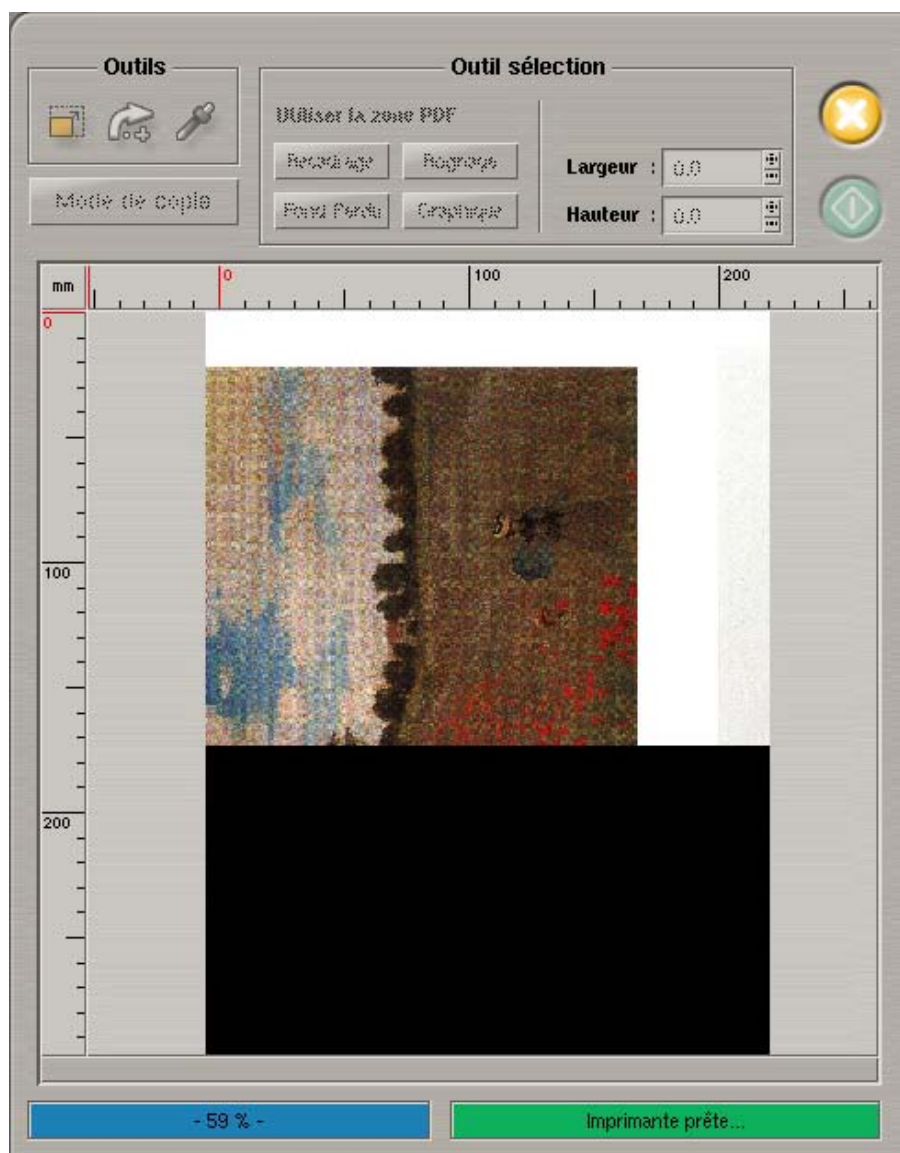 Outils
Outil sélection
Utiliser la zone PDF
Recadrage
Rognage
Largeur : 0.0
Mode de copie
Fond Perdu
Graphique
Hauteur : 0.0
mm
0
100
200
0
100
200
- 59 % -
Imprimante prête...